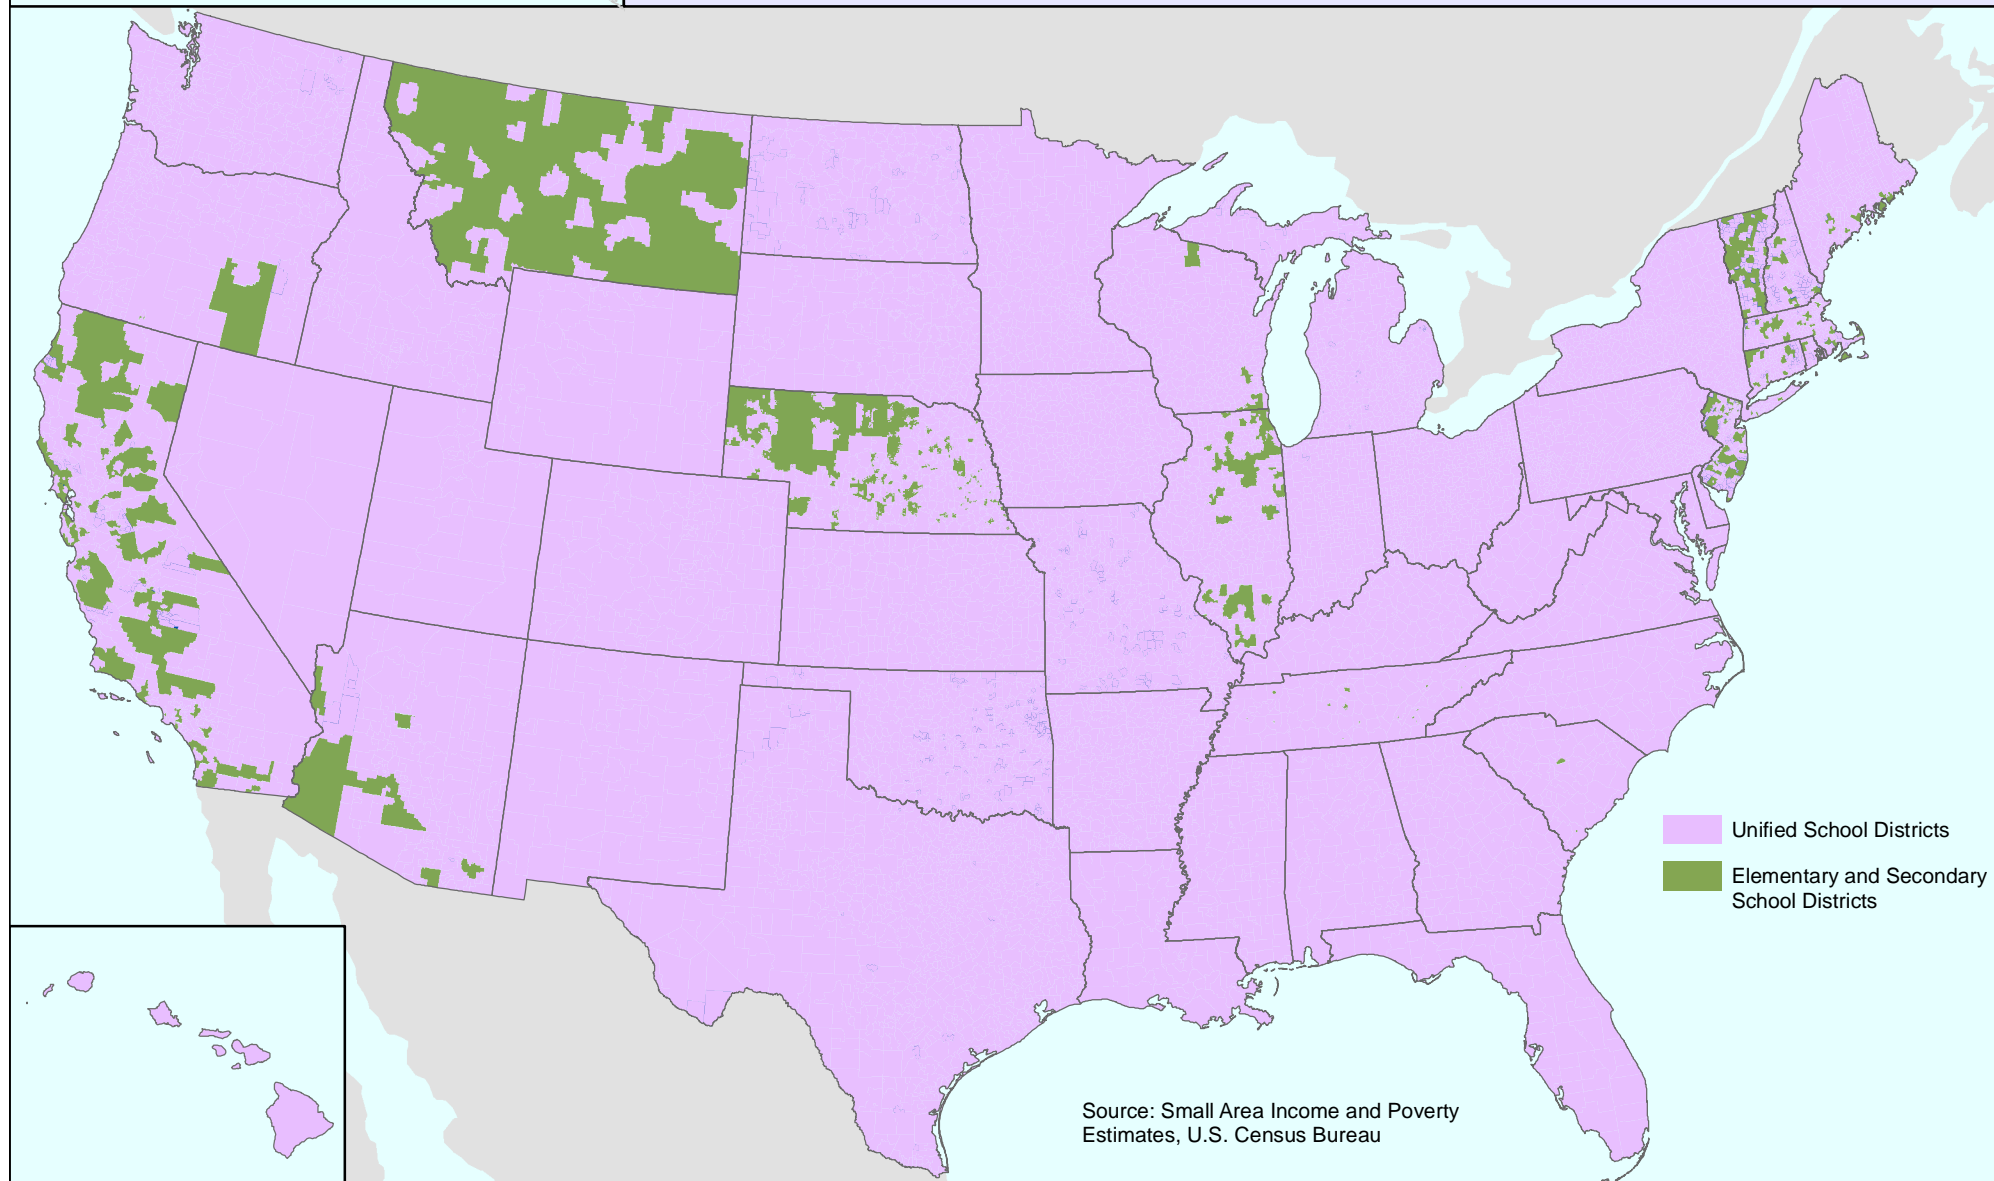 Unified School Districts
Elementary and Secondary
School Districts
Source: Small Area Income and Poverty
Estimates, U.S. Census Bureau